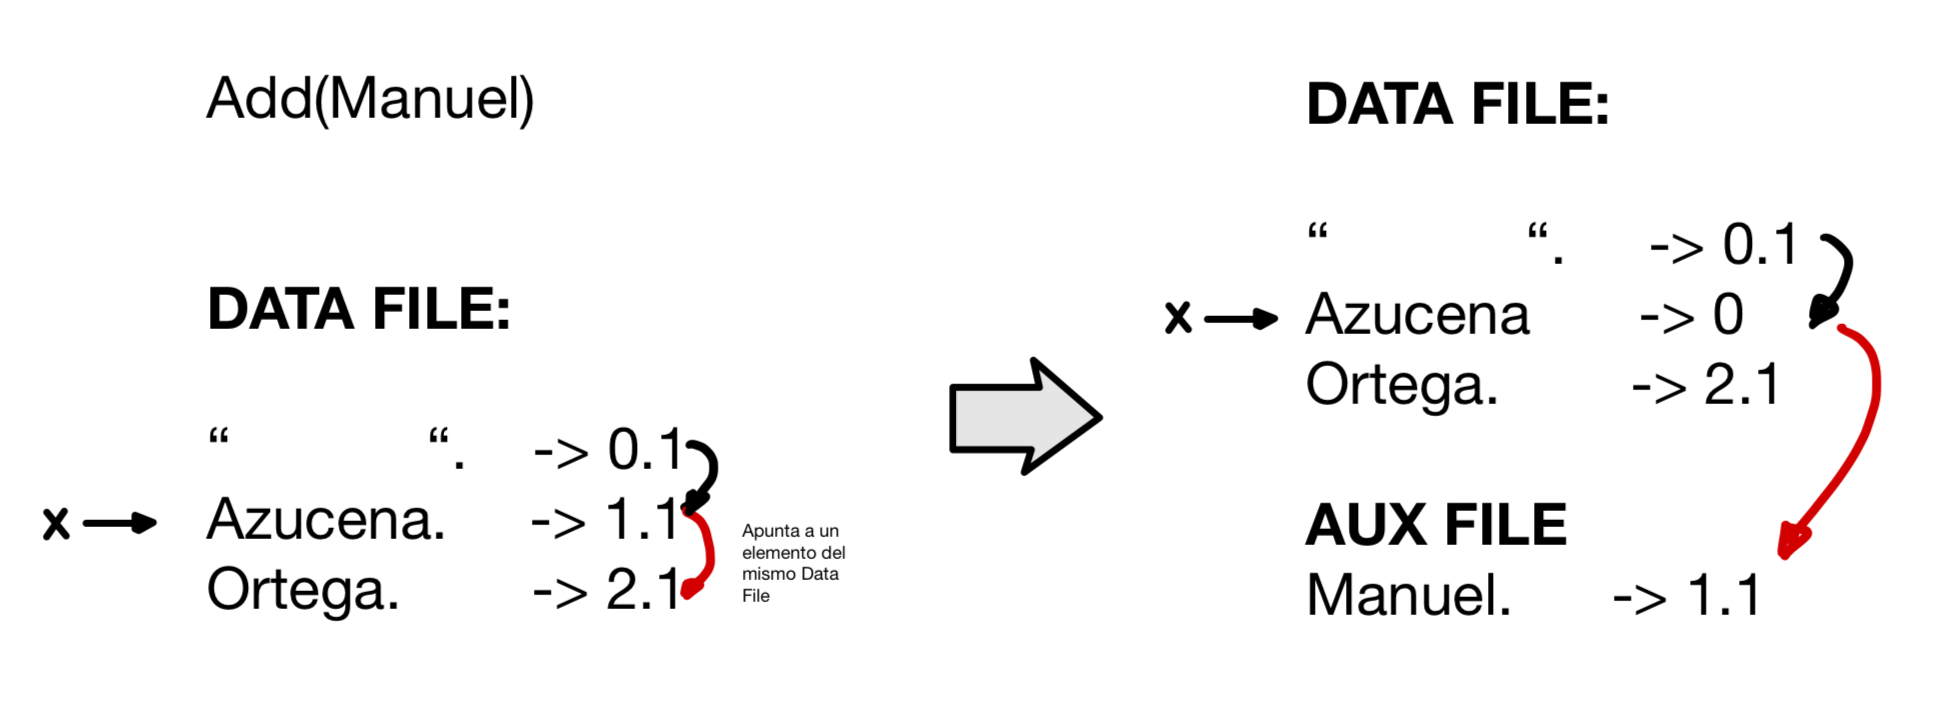 Add(Manuel)
DATA FILE:
“ “. -> 0.1
x Azucena. -> 1.1
Ortega. -> 2.1
Apunta a un
elemento del
mismo Data
File
DATA FILE:
“ “. -> 0.1
x Azucena -> 0
Ortega. -> 2.1
AUX FILE
Manuel. -> 1.1